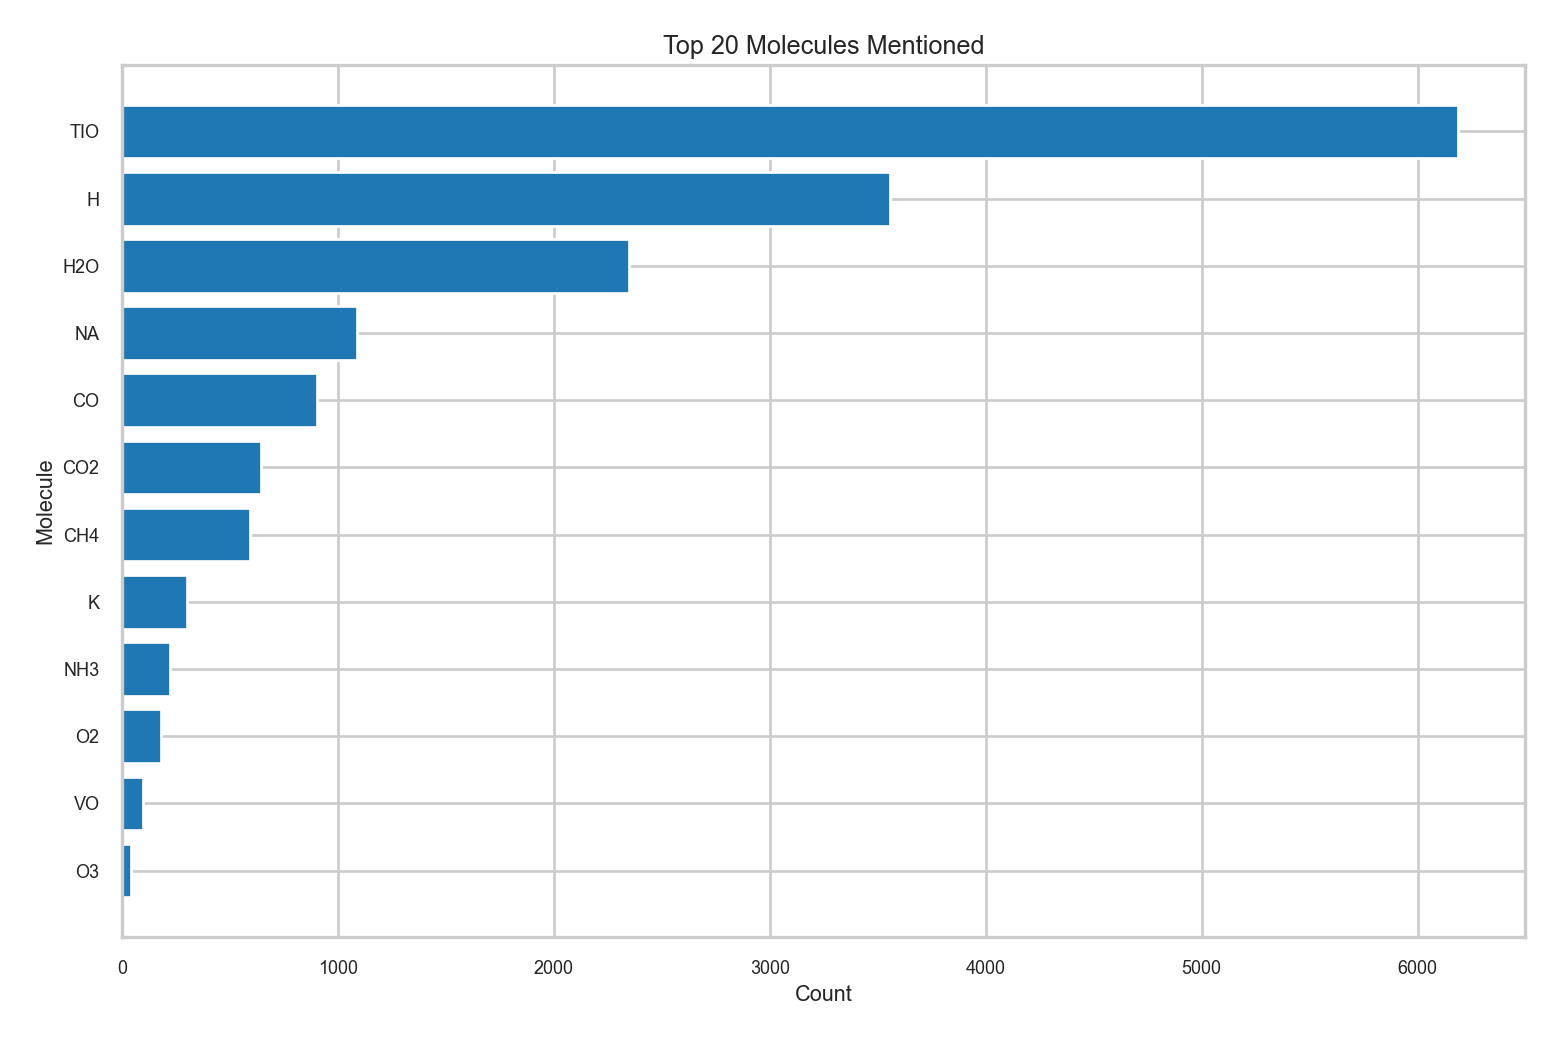 Top 20 Molecules Mentioned
TIO
H
H2O
NA
CO
CO2
CH4
K
NH3
O2
VO
O3
Molecule
0 1000 2000 3000 4000 5000 6000
Count